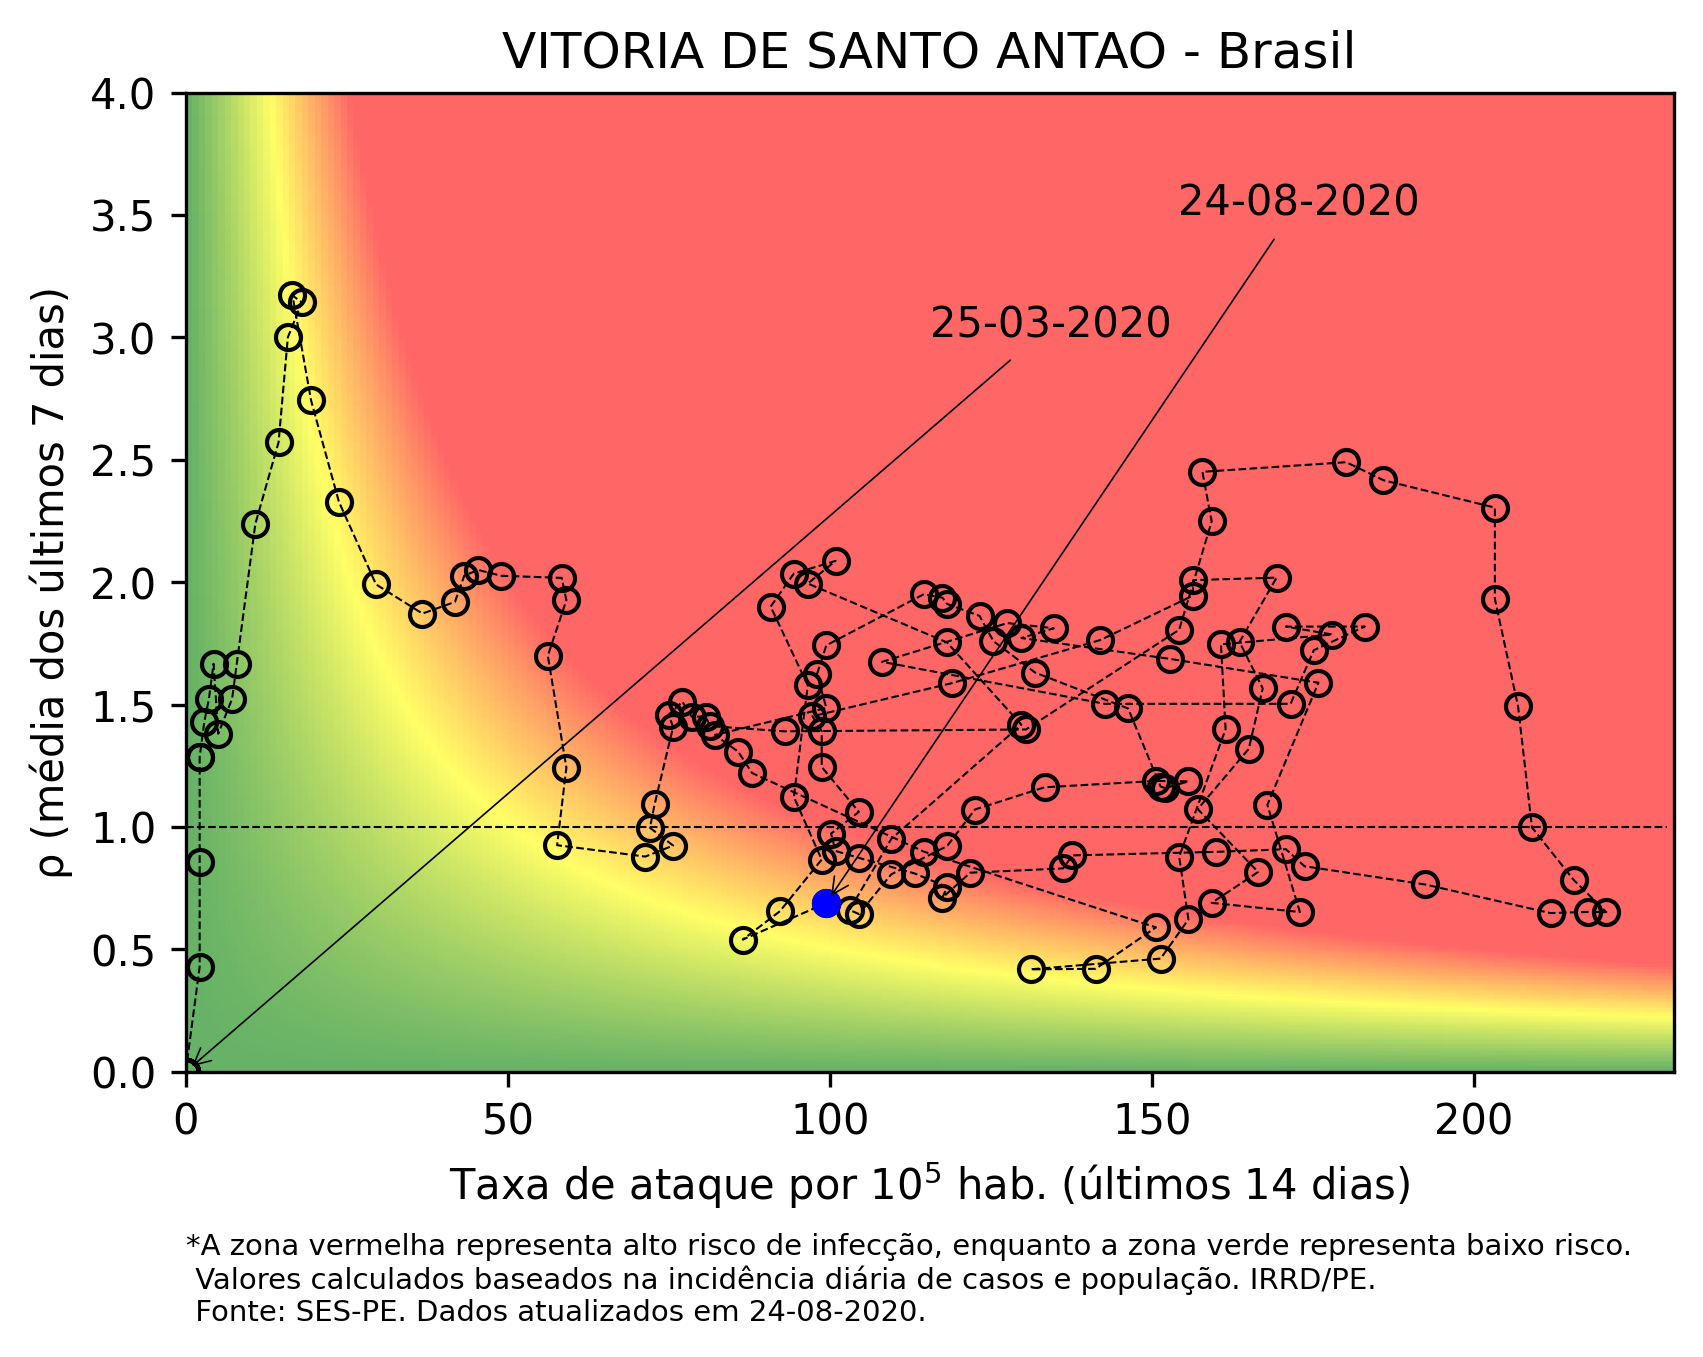 VITORIA DE SANTO ANTAO - Brasil
4.0
3.5
3.0
2.5
2.0
1.5
1.0
0.5
0.0
ρ (média dos últimos 7 dias)
24-08-2020
25-03-2020
0 50 100 150 200
Taxa de ataque por 10⁵ hab. (últimos 14 dias)
*A zona vermelha representa alto risco de infecção, enquanto a zona verde representa baixo risco.
Valores calculados baseados na incidência diária de casos e população. IRRD/PE.
Fonte: SES-PE. Dados atualizados em 24-08-2020.